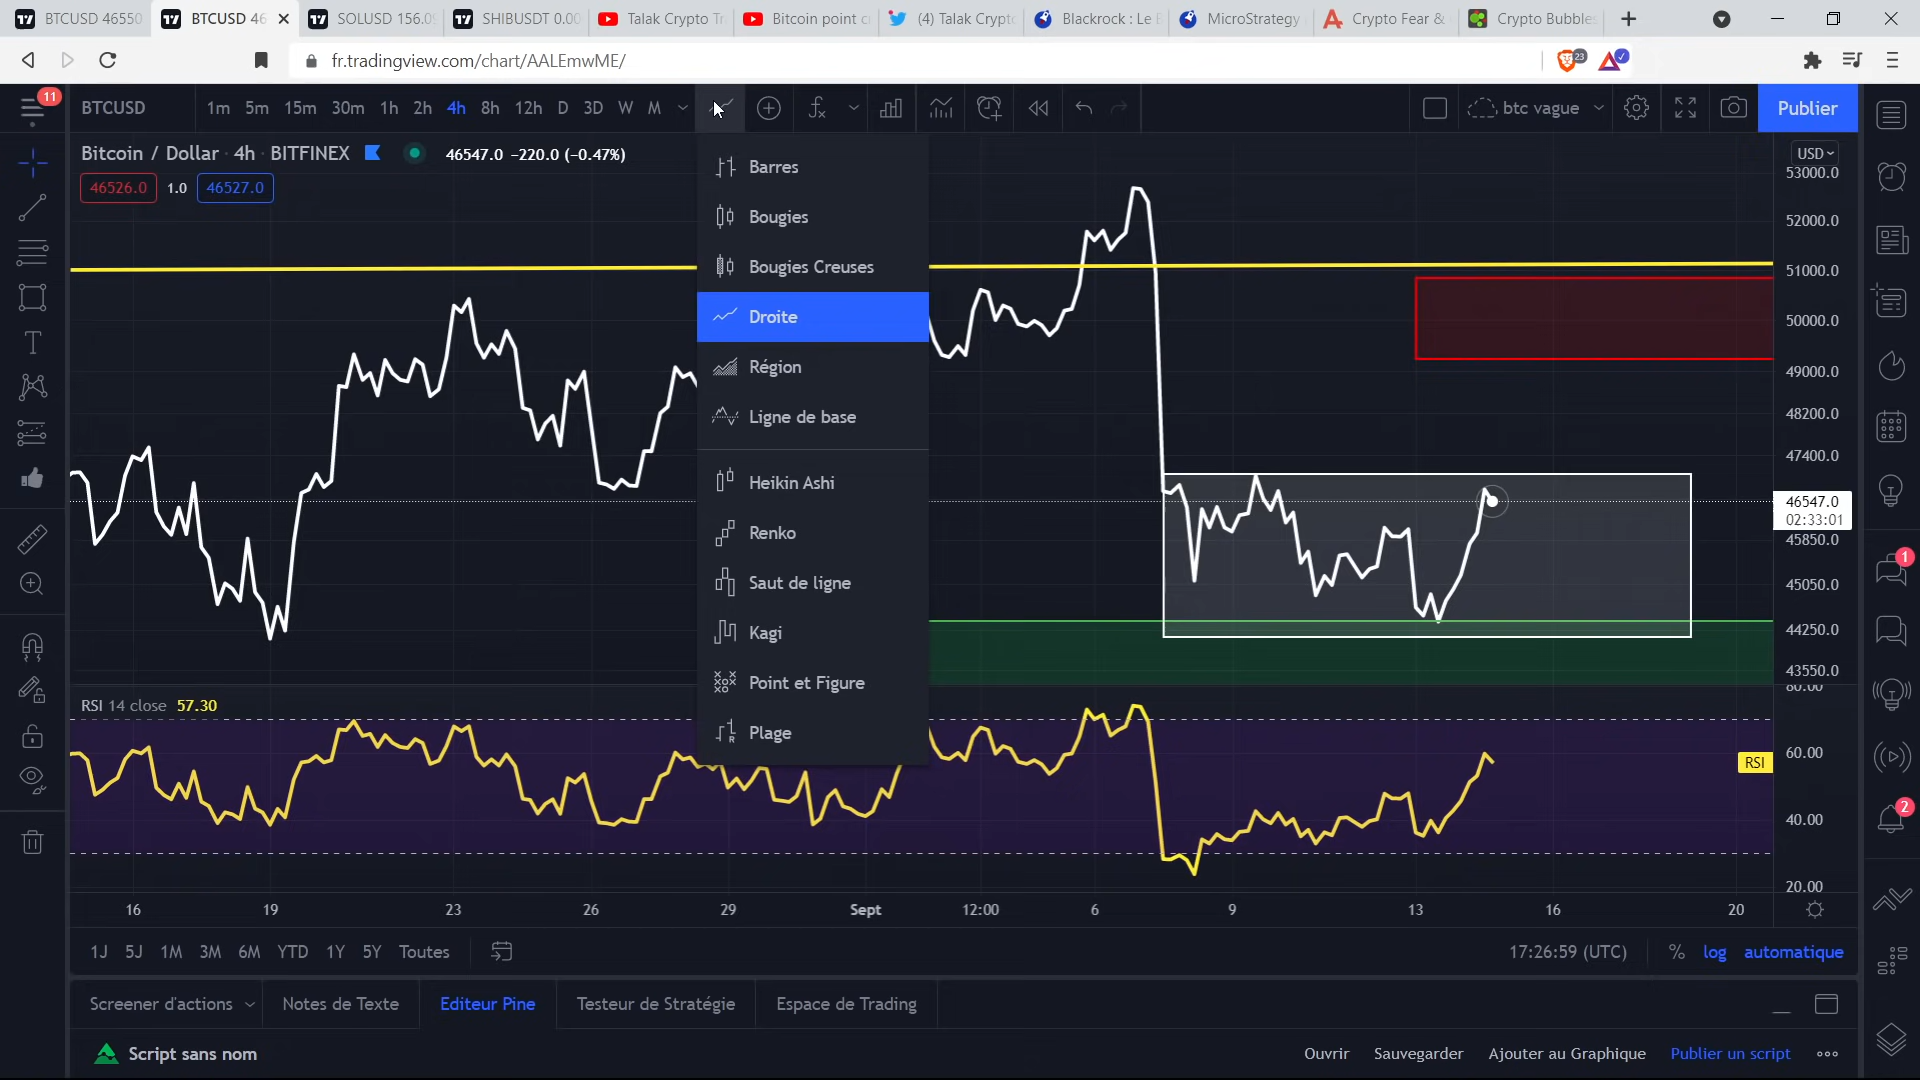 BTCUSD 46550
BTCUSD 46
SOLUSD 156.0
SHIBUSDT 0.00
Talak Crypto Tr
Bitcoin point c
(4) Talak Crypt
Blackrock : Le
MicroStrategy
Crypto Fear &
Crypto Bubbles
fr.tradingview.com/chart/AALEmwME/
23
11
BTCUSD
1m 5m 15m 30m 1h 2h 4h 8h 12h D 3D W M
btc vague
Publier
Bitcoin / Dollar · 4h · BITFINEX
46547.0 −220.0 (−0.47%)
46526.0 1.0 46527.0
Barres
Bougies
Bougies Creuses
Droite
Région
Ligne de base
Heikin Ashi
Renko
Saut de ligne
Kagi
Point et Figure
Plage
USD
53000.0
52000.0
51000.0
50000.0
49000.0
48200.0
47400.0
46547.0
02:33:01
45850.0
45050.0
44250.0
43550.0
RSI 14 close 57.30
80.00
60.00
RSI
40.00
20.00
16 19 23 26 29 Sept 12:00 6 9 13 16 20
1J 5J 1M 3M 6M YTD 1Y 5Y Toutes
17:26:59 (UTC) % log automatique
Screener d'actions
Notes de Texte
Editeur Pine
Testeur de Stratégie
Espace de Trading
Script sans nom
Ouvrir Sauvegarder Ajouter au Graphique Publier un script
1
2